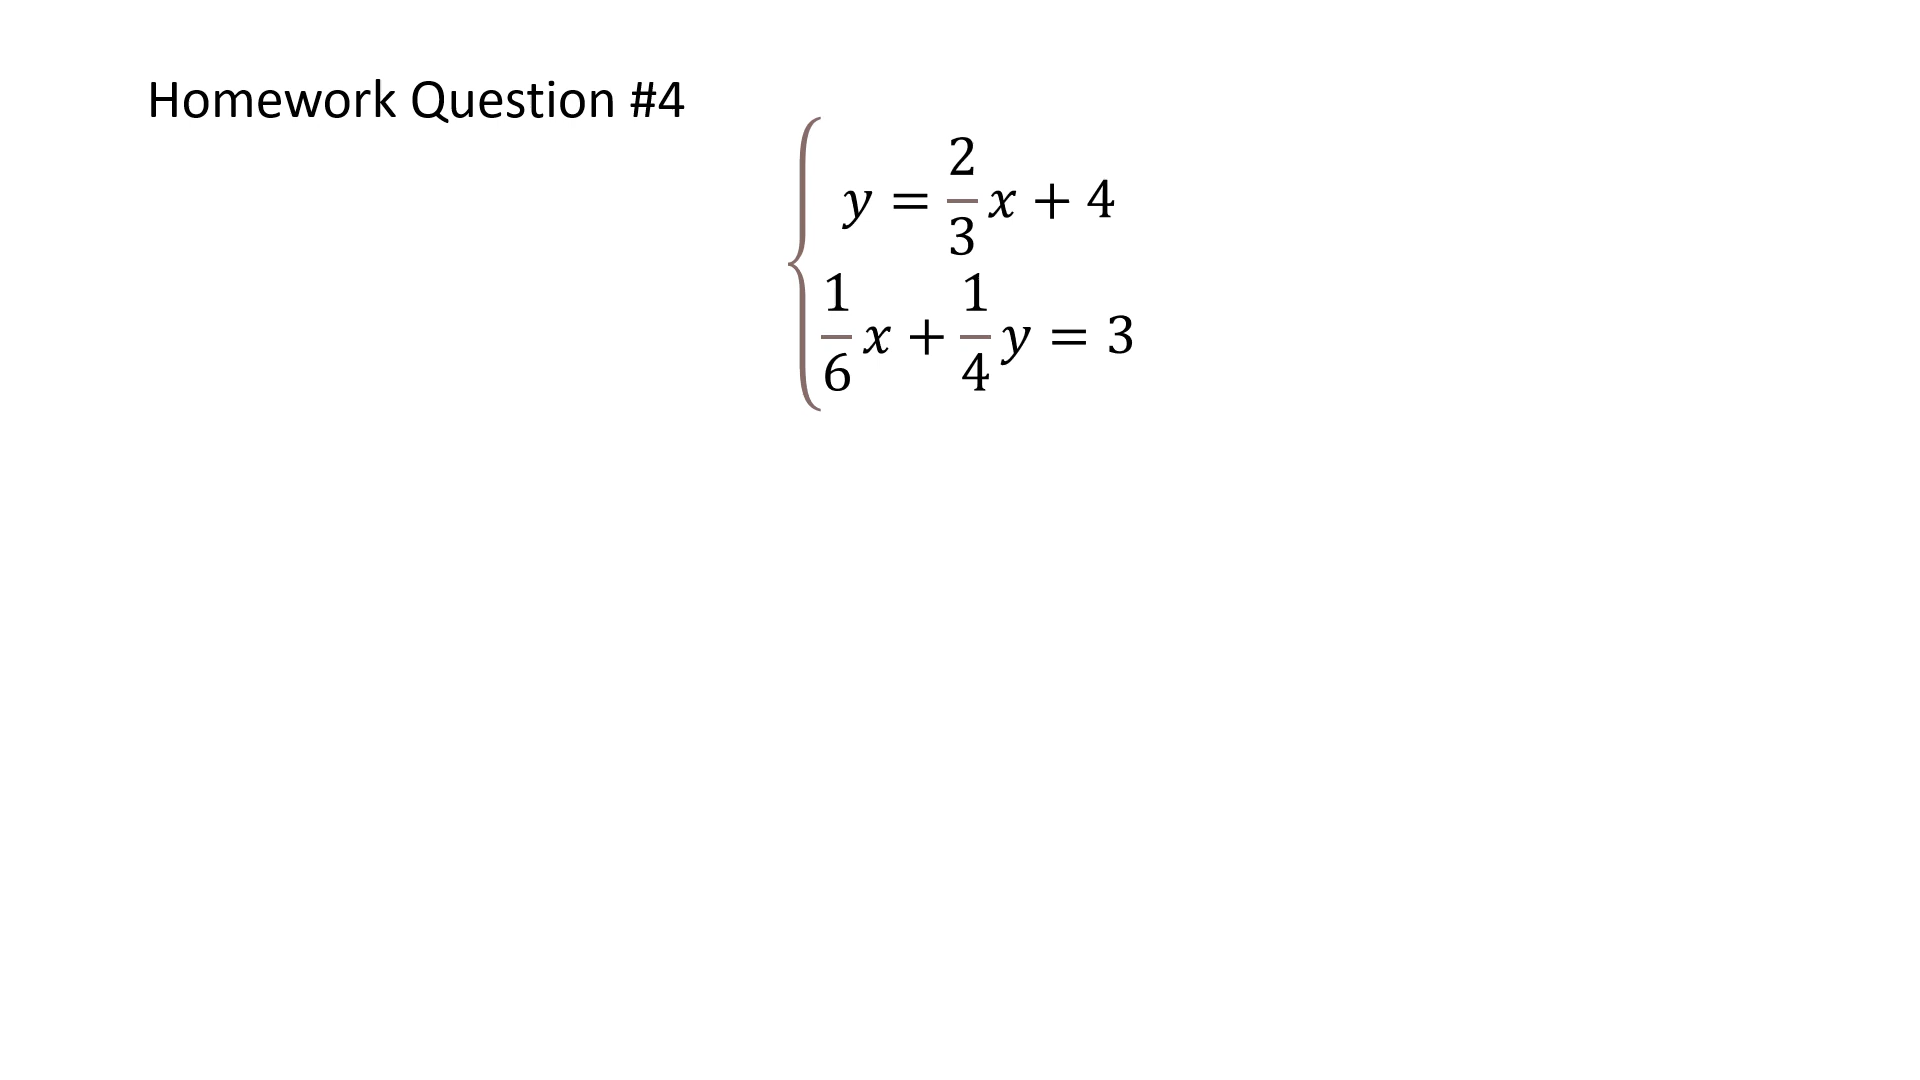 Homework Question #4
y = 2/3 x + 4
1/6 x + 1/4 y = 3